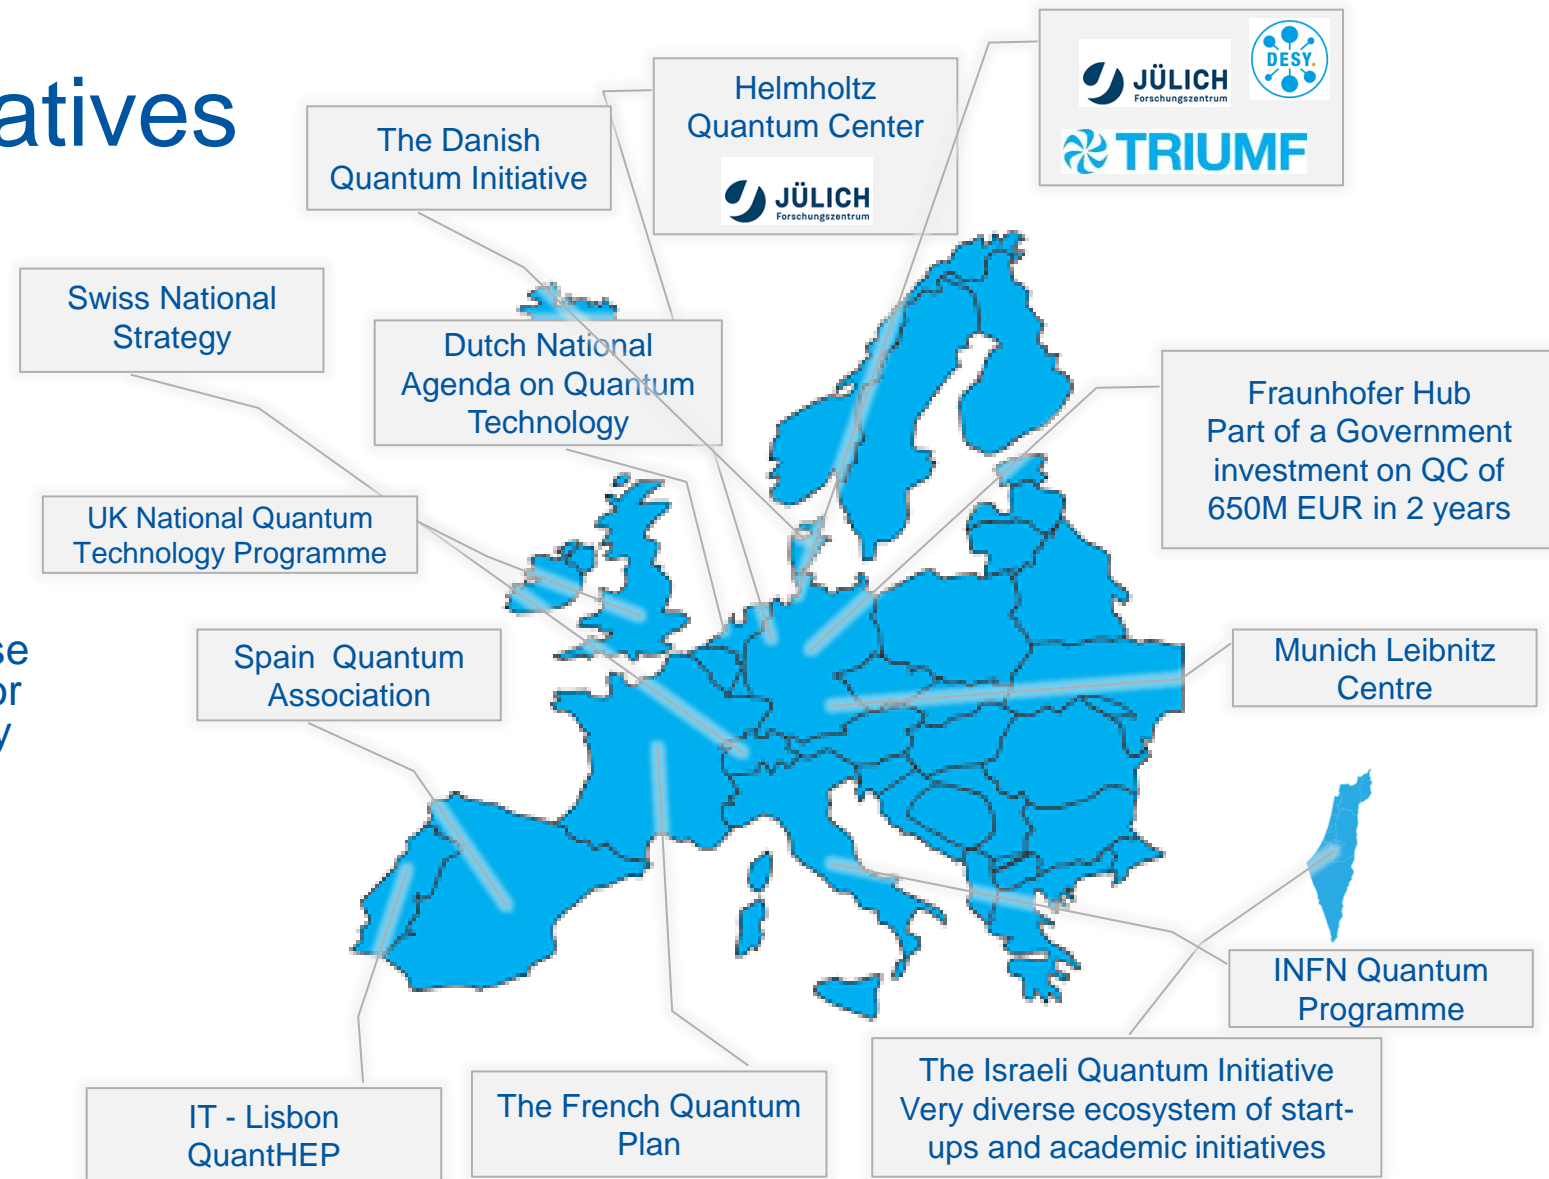 atives
The Danish
Quantum Initiative
Helmholtz
Quantum Center
JÜLICH
Forschungszentrum
JÜLICH
Forschungszentrum
DESY.
TRIUMF
Swiss National
Strategy
Dutch National
Agenda on Quantum
Technology
Fraunhofer Hub
Part of a Government
investment on QC of
650M EUR in 2 years
UK National Quantum
Technology Programme
se
or
y
Spain Quantum
Association
Munich Leibnitz
Centre
INFN Quantum
Programme
IT - Lisbon
QuantHEP
The French Quantum
Plan
The Israeli Quantum Initiative
Very diverse ecosystem of start-
ups and academic initiatives